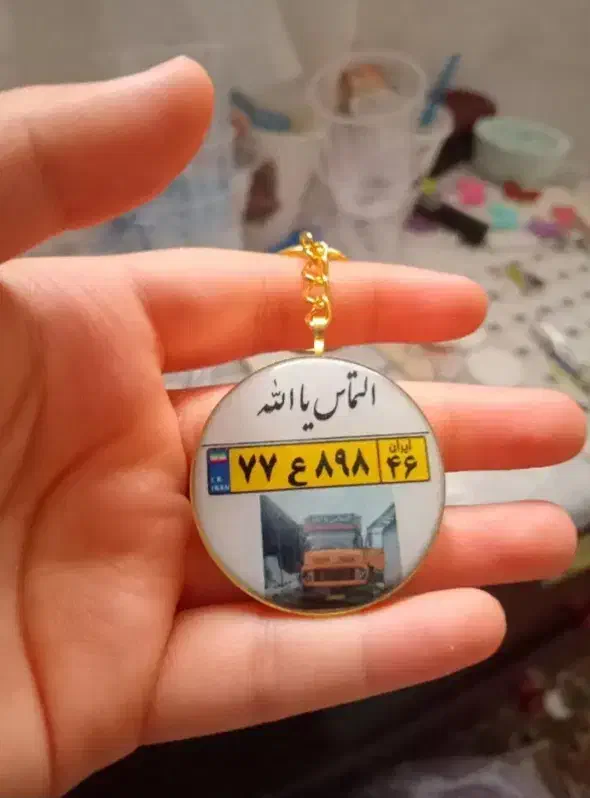 التماس یا الله
۷۷ ع ۸۹۸
ایران
۴۶
I.R.
IRAN